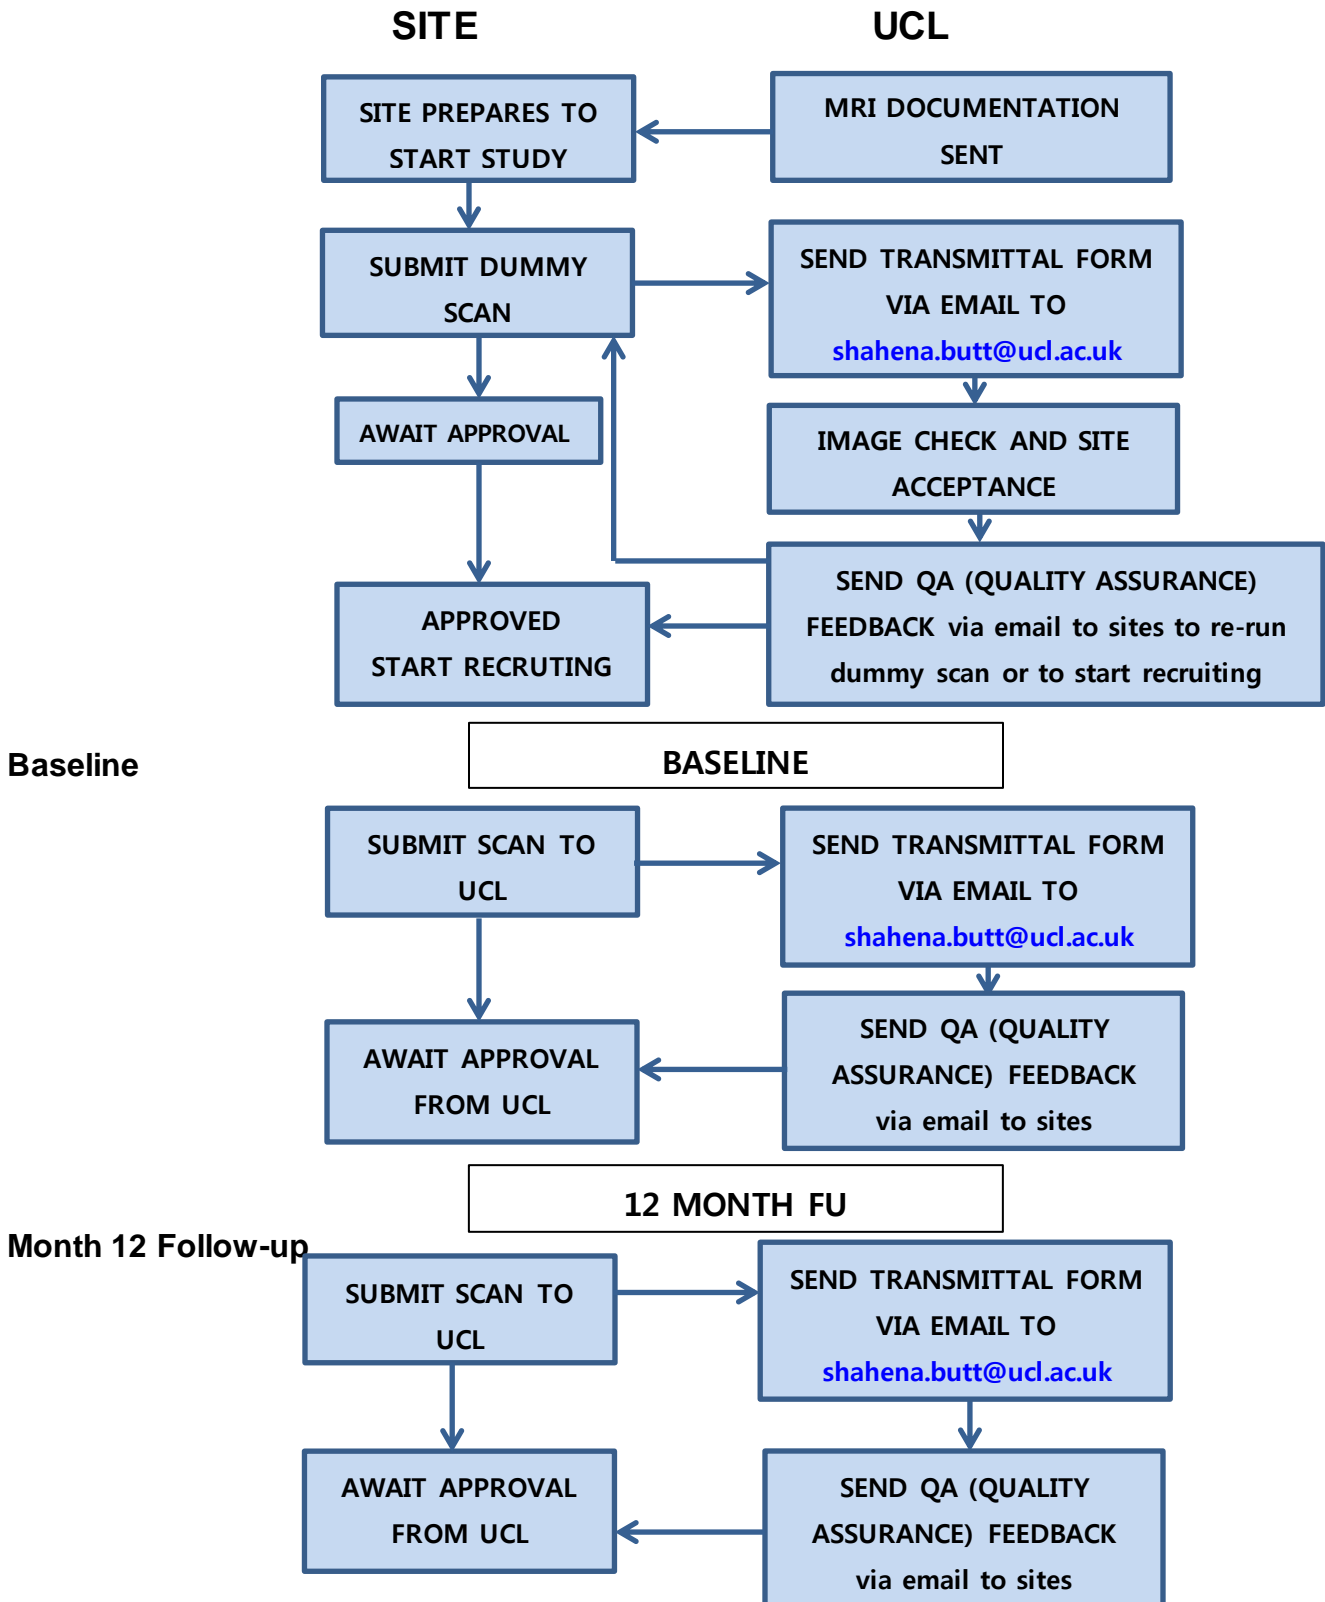 SITE
UCL
SITE PREPARES TO
START STUDY
MRI DOCUMENTATION
SENT
SUBMIT DUMMY
SCAN
SEND TRANSMITTAL FORM
VIA EMAIL TO
shahena.butt@ucl.ac.uk
AWAIT APPROVAL
IMAGE CHECK AND SITE
ACCEPTANCE
APPROVED
START RECRUTING
SEND QA (QUALITY ASSURANCE)
FEEDBACK via email to sites to re-run
dummy scan or to start recruiting
Baseline
BASELINE
SUBMIT SCAN TO
UCL
SEND TRANSMITTAL FORM
VIA EMAIL TO
shahena.butt@ucl.ac.uk
AWAIT APPROVAL
FROM UCL
SEND QA (QUALITY
ASSURANCE) FEEDBACK
via email to sites
12 MONTH FU
Month 12 Follow-up
SUBMIT SCAN TO
UCL
SEND TRANSMITTAL FORM
VIA EMAIL TO
shahena.butt@ucl.ac.uk
AWAIT APPROVAL
FROM UCL
SEND QA (QUALITY
ASSURANCE) FEEDBACK
via email to sites